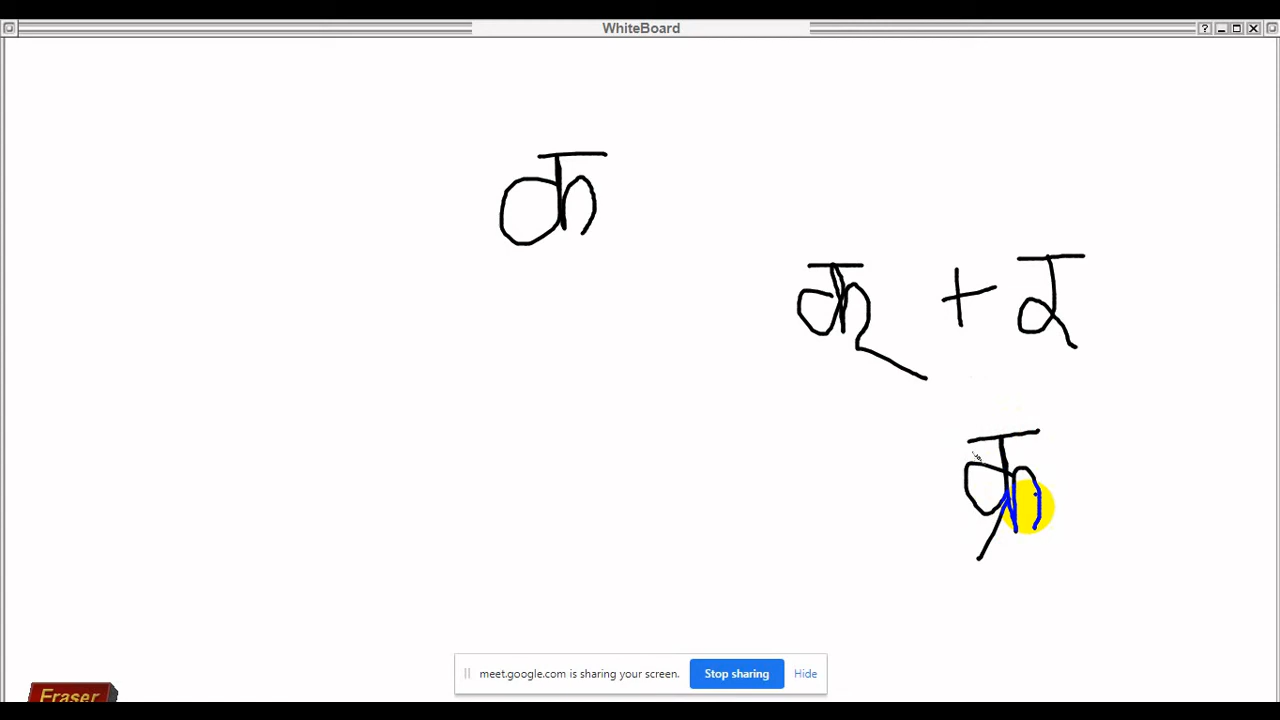 WhiteBoard
क
क् + र
क्र
meet.google.com is sharing your screen. Stop sharing Hide
Eraser